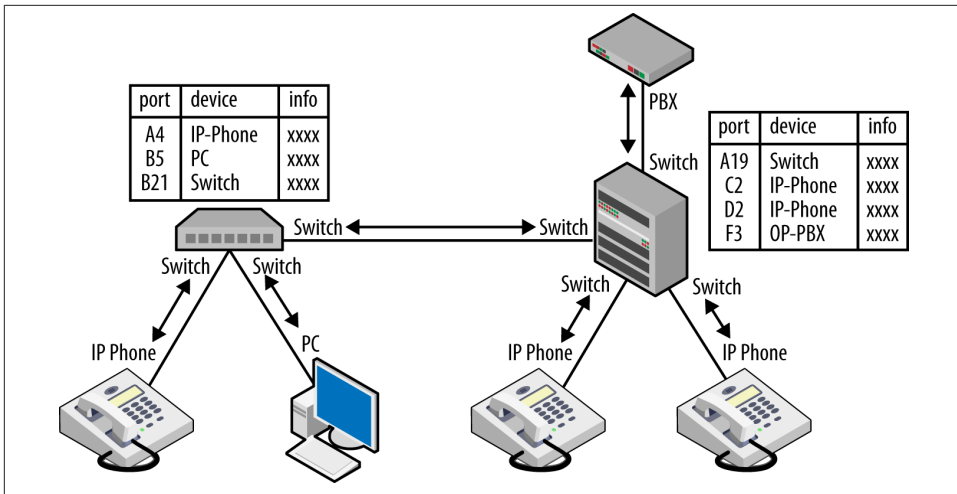 PBX
port device info
A4 IP-Phone xxxx
B5 PC xxxx
B21 Switch xxxx
port device info
A19 Switch xxxx
C2 IP-Phone xxxx
D2 IP-Phone xxxx
F3 OP-PBX xxxx
Switch
Switch Switch
Switch Switch
Switch Switch
IP Phone PC IP Phone IP Phone